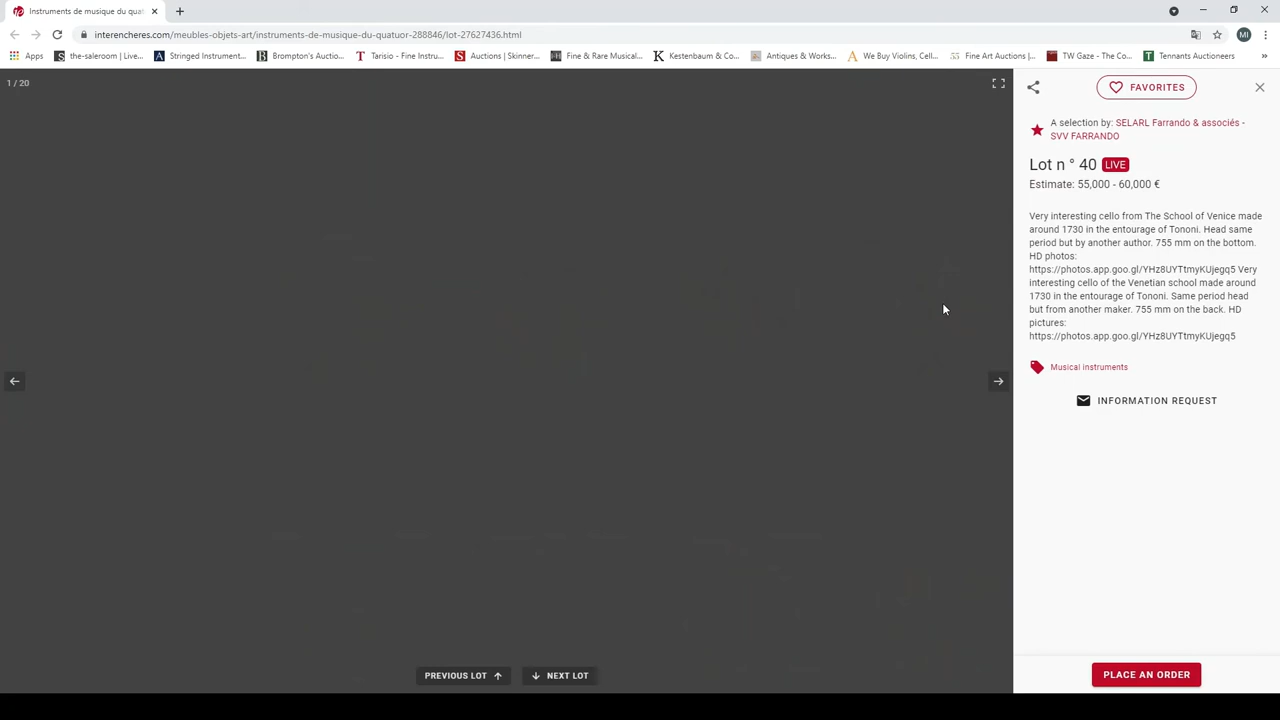 Instruments de musique du qua
interencheres.com/meubles-objets-art/instruments-de-musique-du-quatuor-288846/lot-27627436.html
MI
Apps
the-saleroom | Live...
Stringed Instrument...
Brompton's Auctio...
Tarisio - Fine Instru...
Auctions | Skinner...
Fine & Rare Musical...
Kestenbaum & Co...
Antiques & Works...
We Buy Violins, Cell...
Fine Art Auctions |...
TW Gaze - The Co...
Tennants Auctioneers
»
1 / 20
FAVORITES
A selection by: SELARL Farrando & associés -
SVV FARRANDO
Lot n ° 40 LIVE
Estimate: 55,000 - 60,000 €
Very interesting cello from The School of Venice made
around 1730 in the entourage of Tononi. Head same
period but by another author. 755 mm on the bottom.
HD photos:
https://photos.app.goo.gl/YHz8UYTtmyKUjegq5 Very
interesting cello of the Venetian school made around
1730 in the entourage of Tononi. Same period head
but from another maker. 755 mm on the back. HD
pictures:
https://photos.app.goo.gl/YHz8UYTtmyKUjegq5
Musical instruments
INFORMATION REQUEST
PREVIOUS LOT
NEXT LOT
PLACE AN ORDER